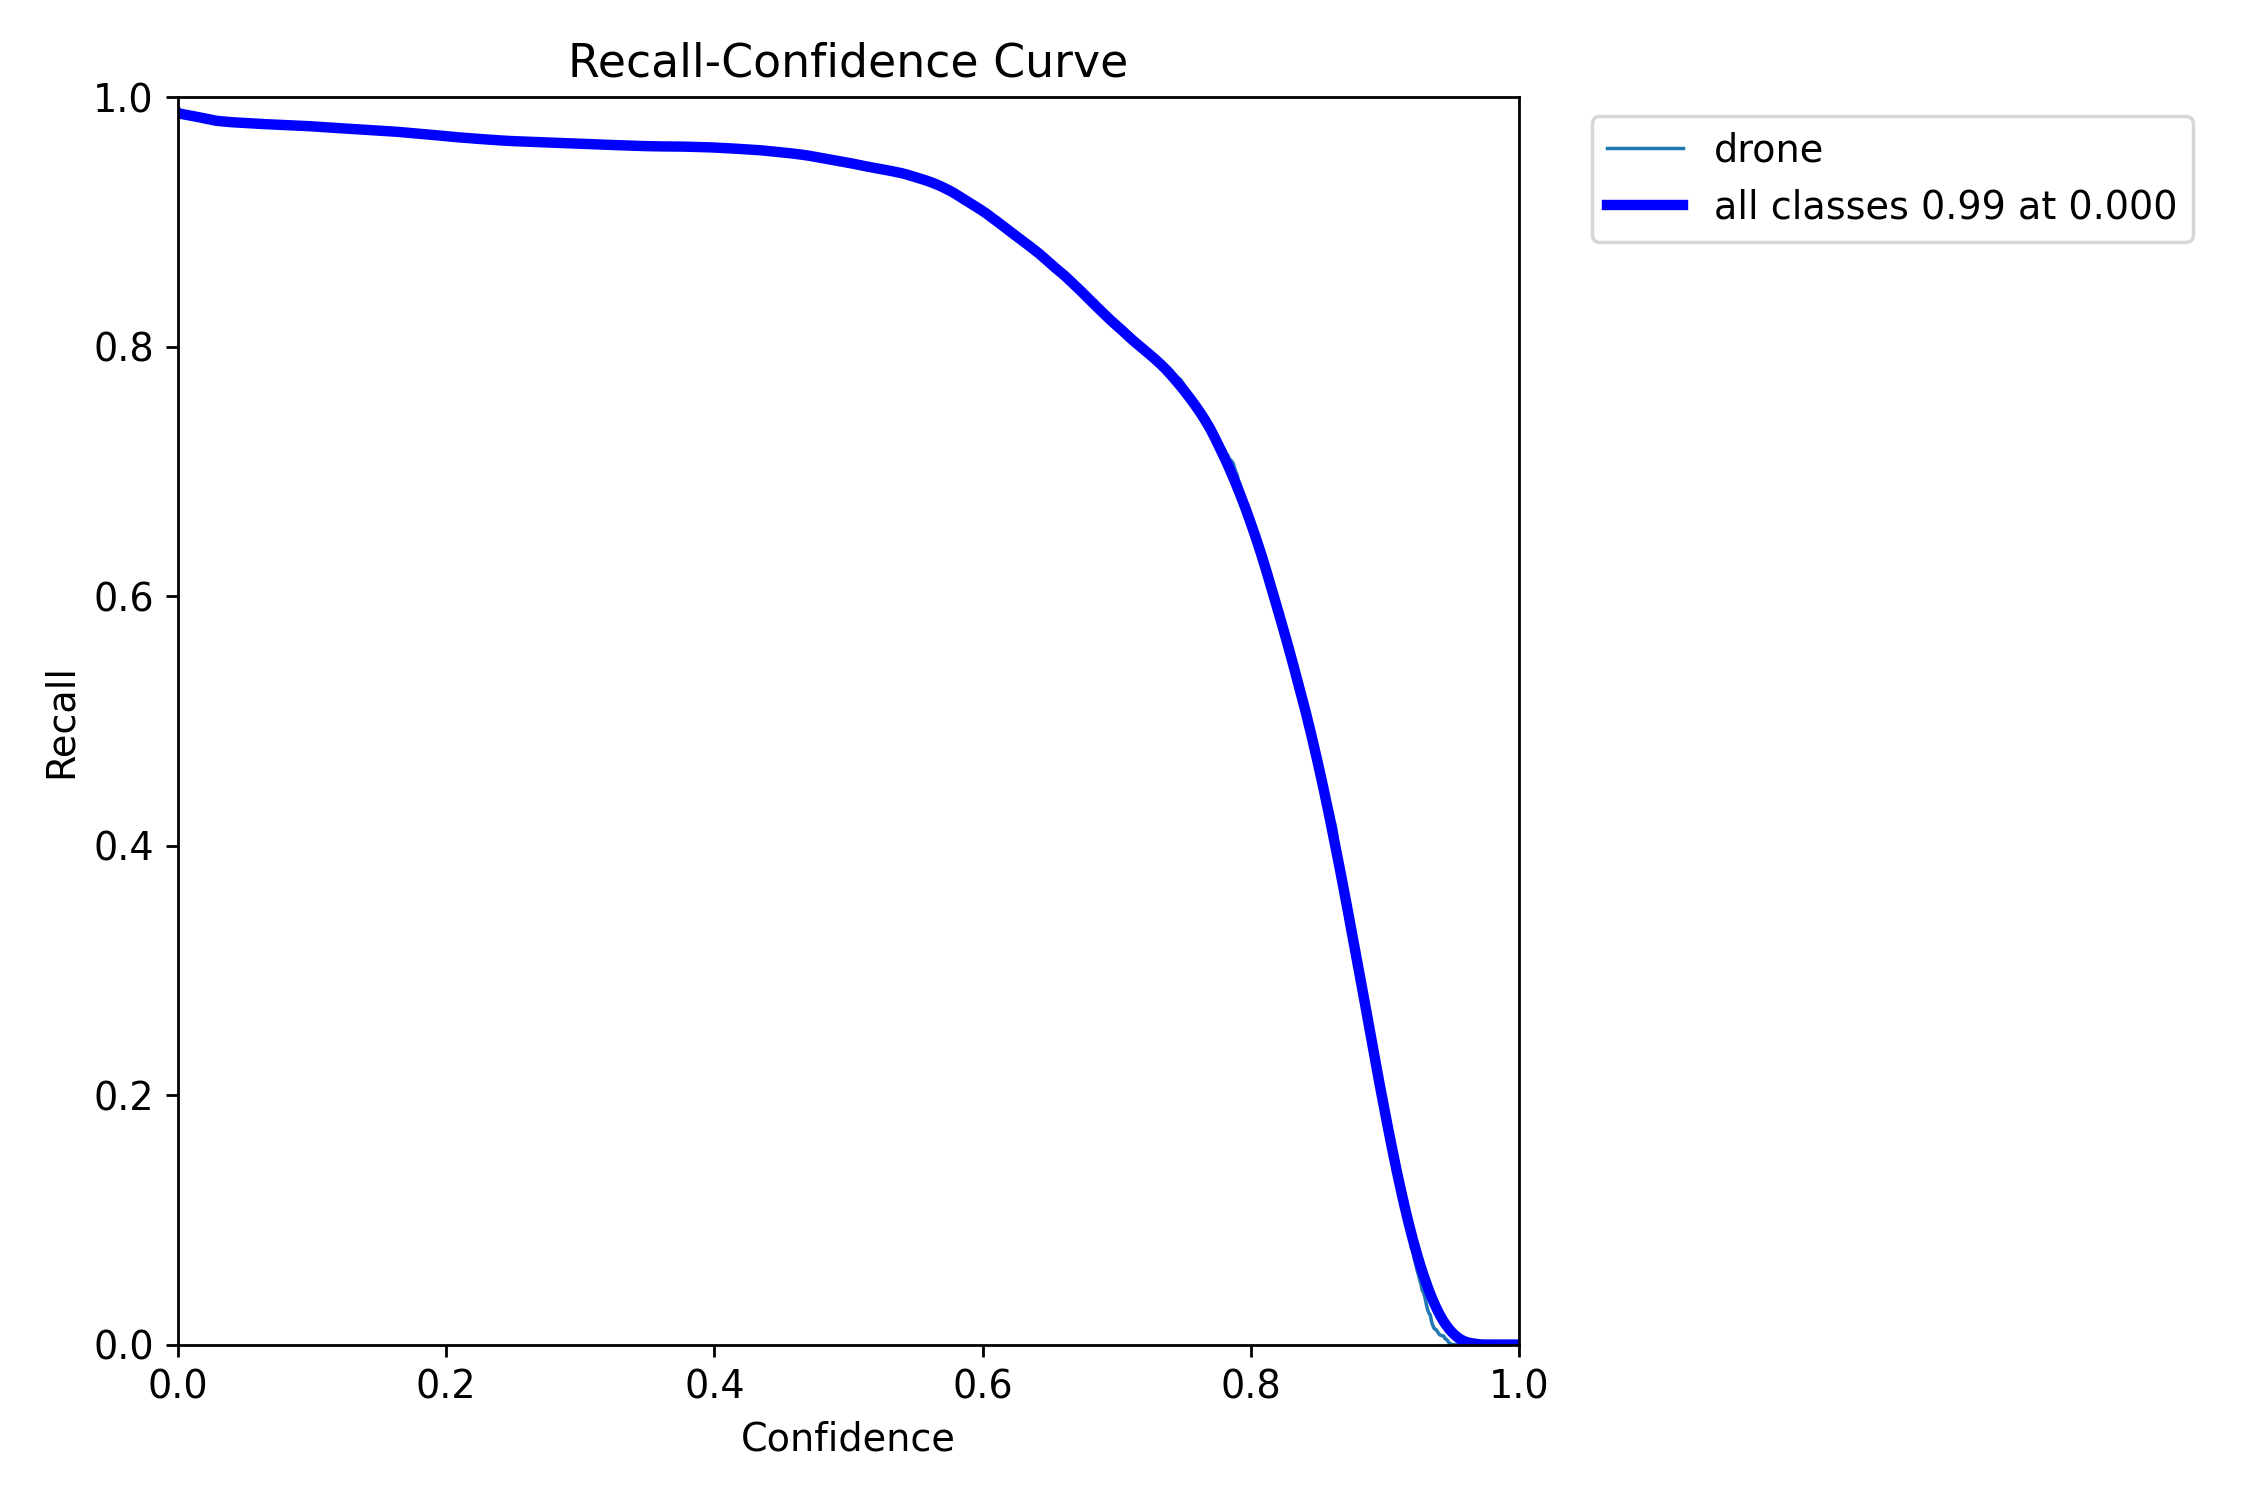 Recall-Confidence Curve
1.0
0.8
0.6
0.4
0.2
0.0
Recall
0.0 0.2 0.4 0.6 0.8 1.0
Confidence
drone
all classes 0.99 at 0.000